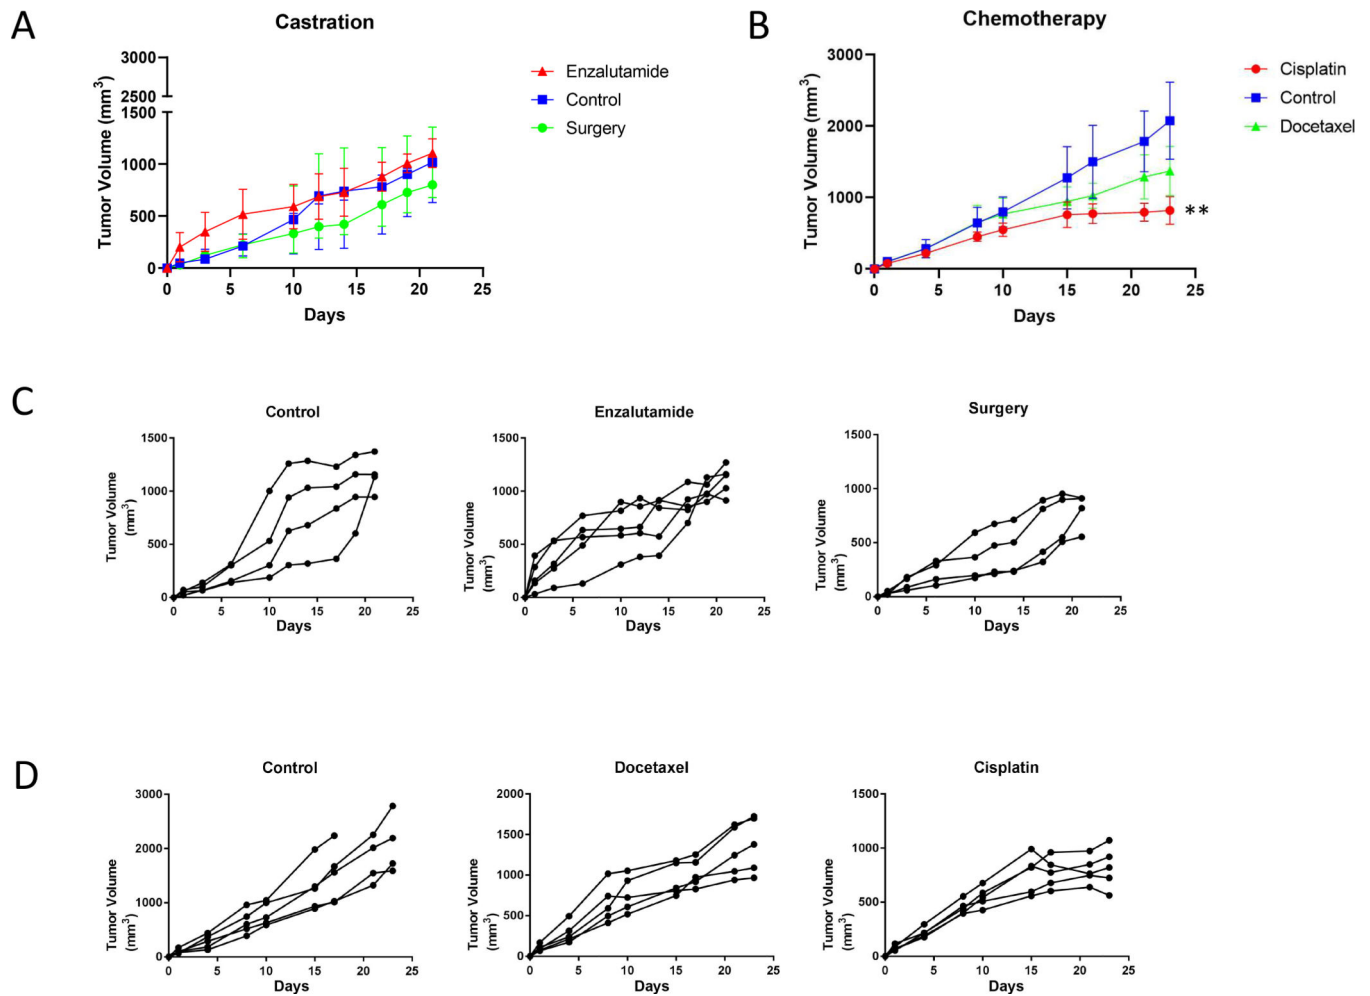 A
Castration
Tumor Volume (mm³)
3000
2500
1500
1000
500
0
0 5 10 15 20 25
Days
Enzalutamide
Control
Surgery
B
Chemotherapy
Tumor Volume (mm³)
3000
2000
1000
0
0 5 10 15 20 25
Days
**
Cisplatin
Control
Docetaxel
C
Control
Tumor Volume
(mm³)
1500
1000
500
0
0 5 10 15 20 25
Days
Enzalutamide
Tumor Volume
(mm³)
1500
1000
500
0
0 5 10 15 20 25
Days
Surgery
Tumor Volume
(mm³)
1500
1000
500
0
0 5 10 15 20 25
Days
D
Control
Tumor Volume
(mm³)
3000
2000
1000
0
0 5 10 15 20 25
Days
Docetaxel
Tumor Volume
(mm³)
2000
1500
1000
500
0
0 5 10 15 20 25
Days
Cisplatin
Tumor Volume
(mm³)
1500
1000
500
0
0 5 10 15 20 25
Days